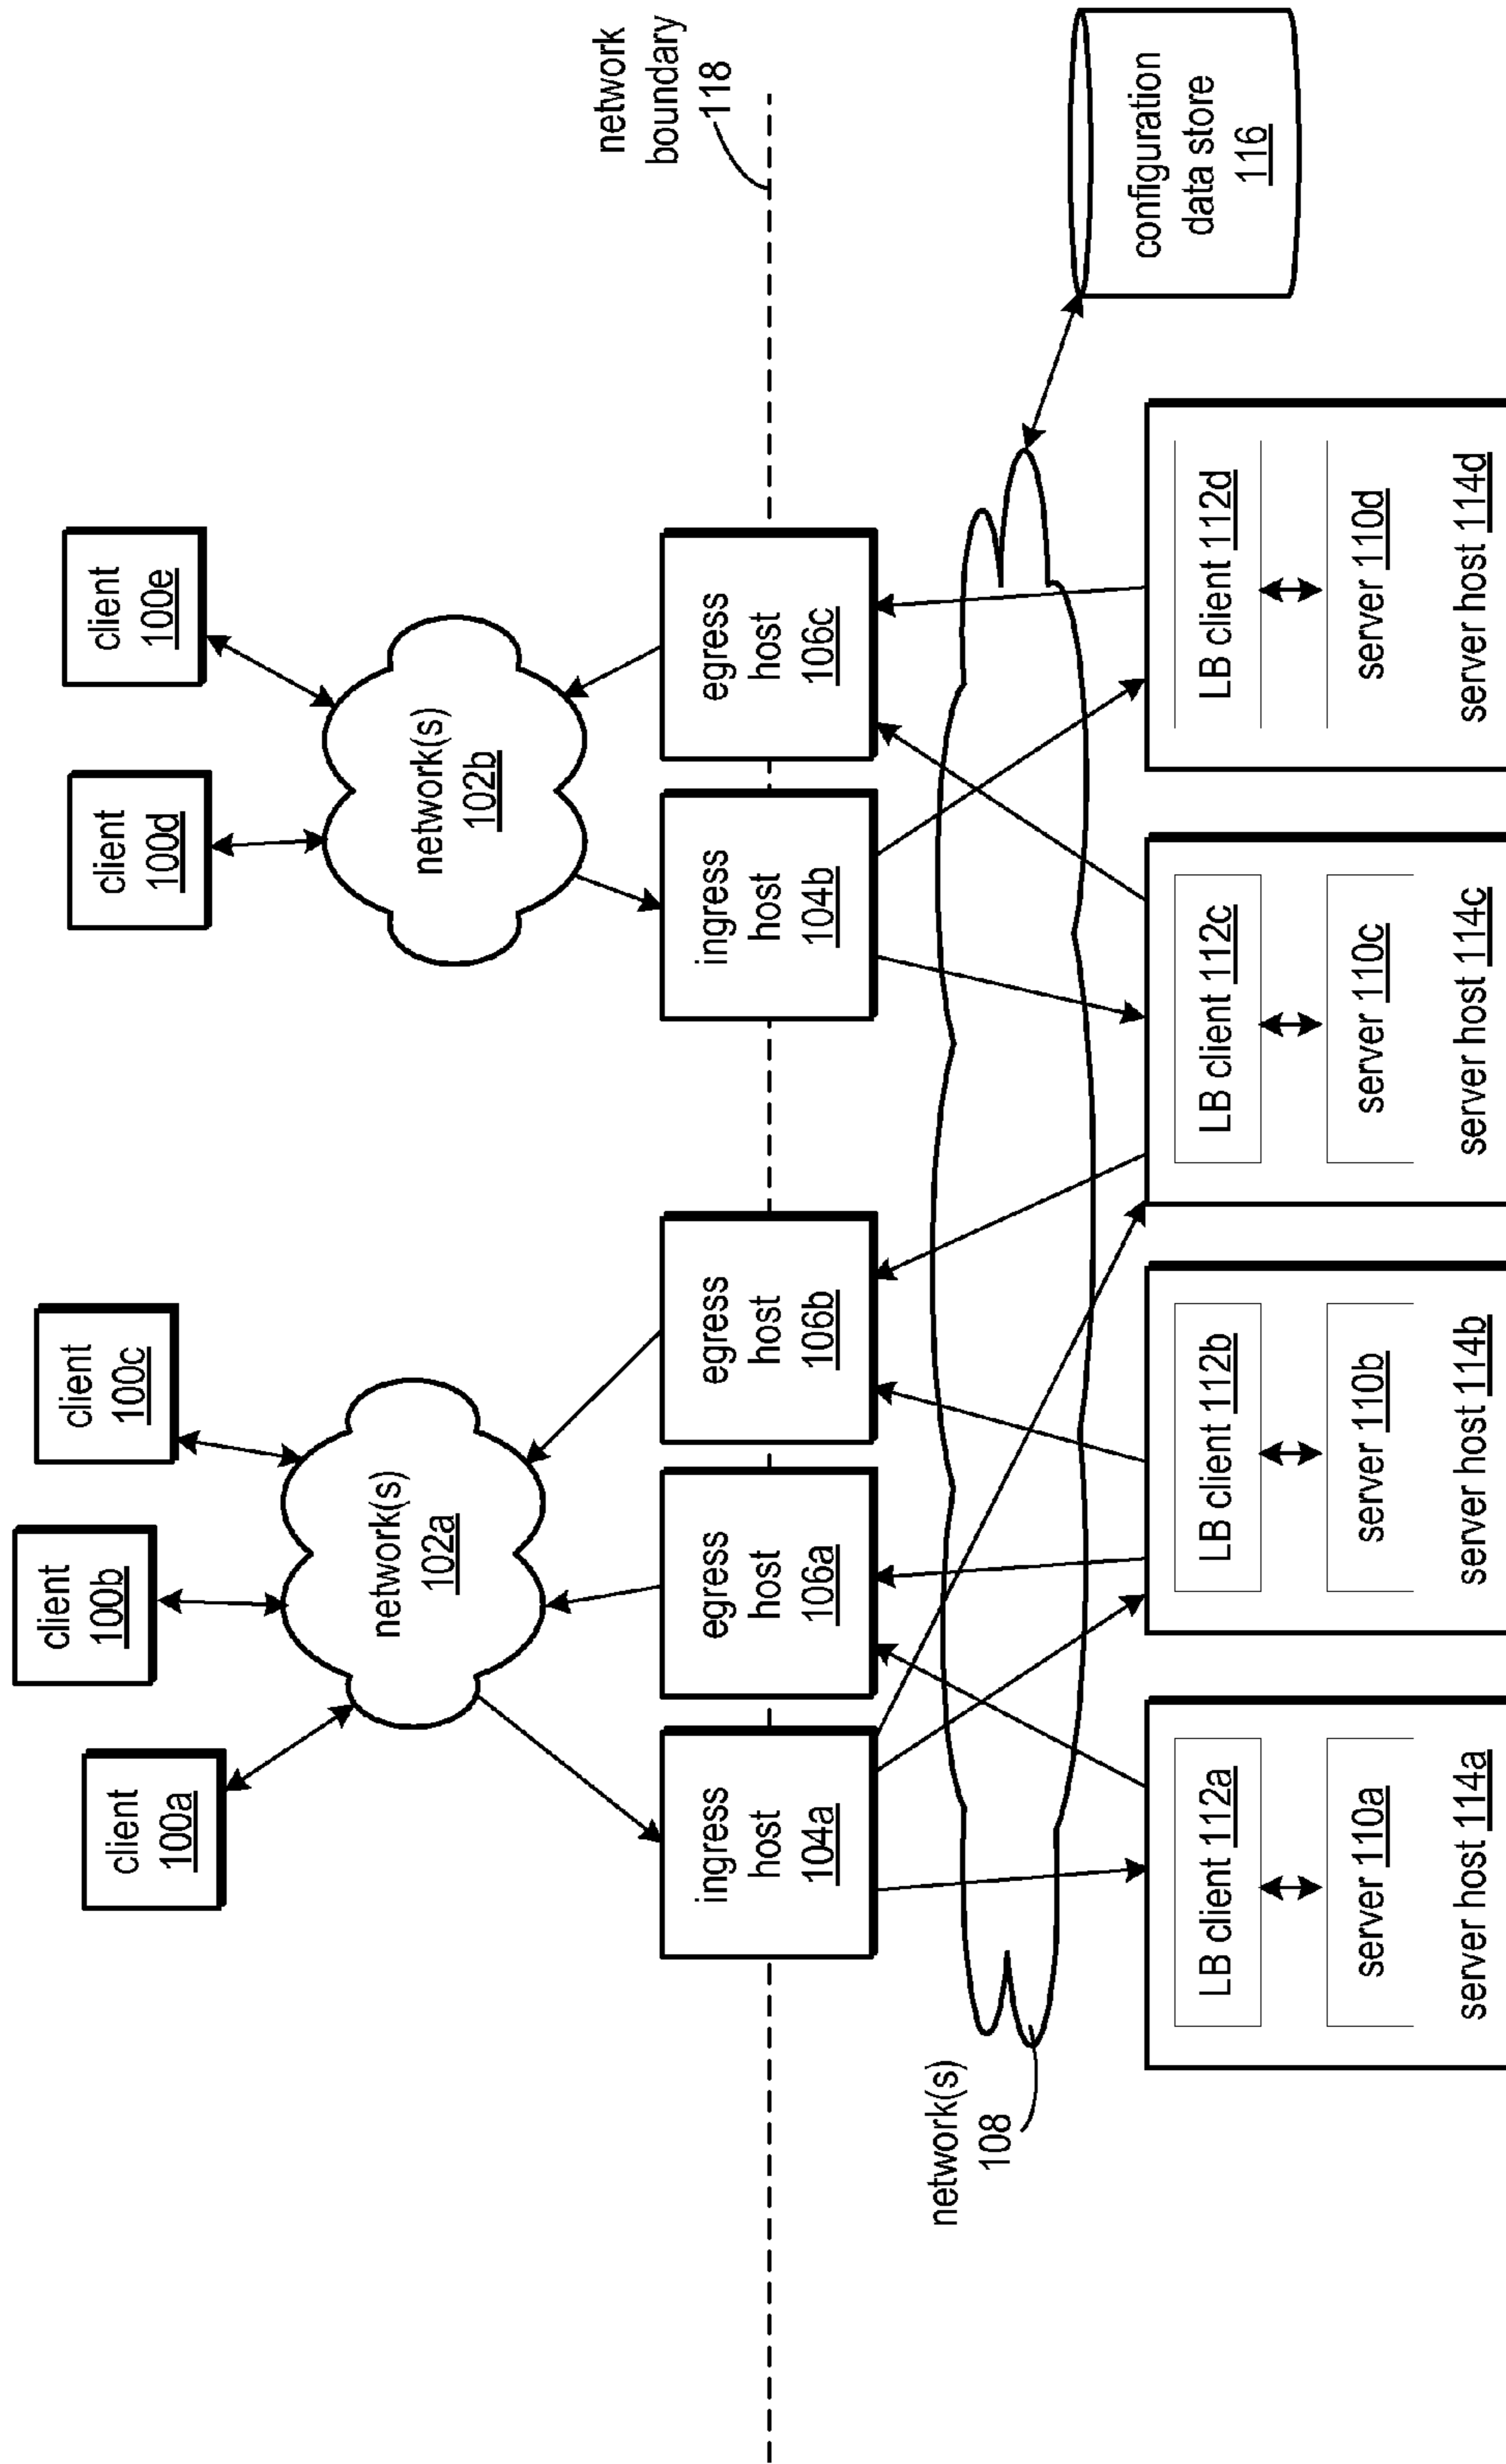 client
100a
client
100b
client
100c
client
100d
client
100e
network(s)
102a
network(s)
102b
network
boundary
118
ingress
host
104a
egress
host
106a
egress
host
106b
ingress
host
104b
egress
host
106c
network(s)
108
configuration
data store
116
LB client 112a
server 110a
server host 114a
LB client 112b
server 110b
server host 114b
LB client 112c
server 110c
server host 114c
LB client 112d
server 110d
server host 114d